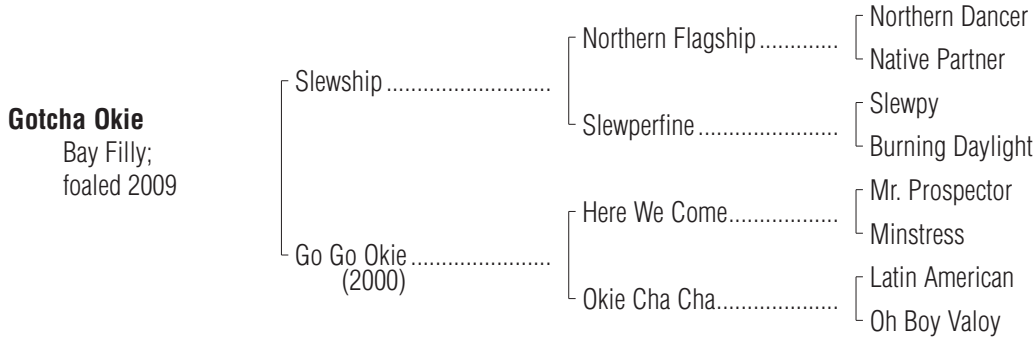 Northern Dancer
Northern Flagship .............
Native Partner
Slewship ...........................
Slewpy
Slewperfine .......................
Burning Daylight
Gotcha Okie
Bay Filly;
foaled 2009
Mr. Prospector
Here We Come..................
Minstress
Go Go Okie .......................
(2000)
Latin American
Okie Cha Cha....................
Oh Boy Valoy